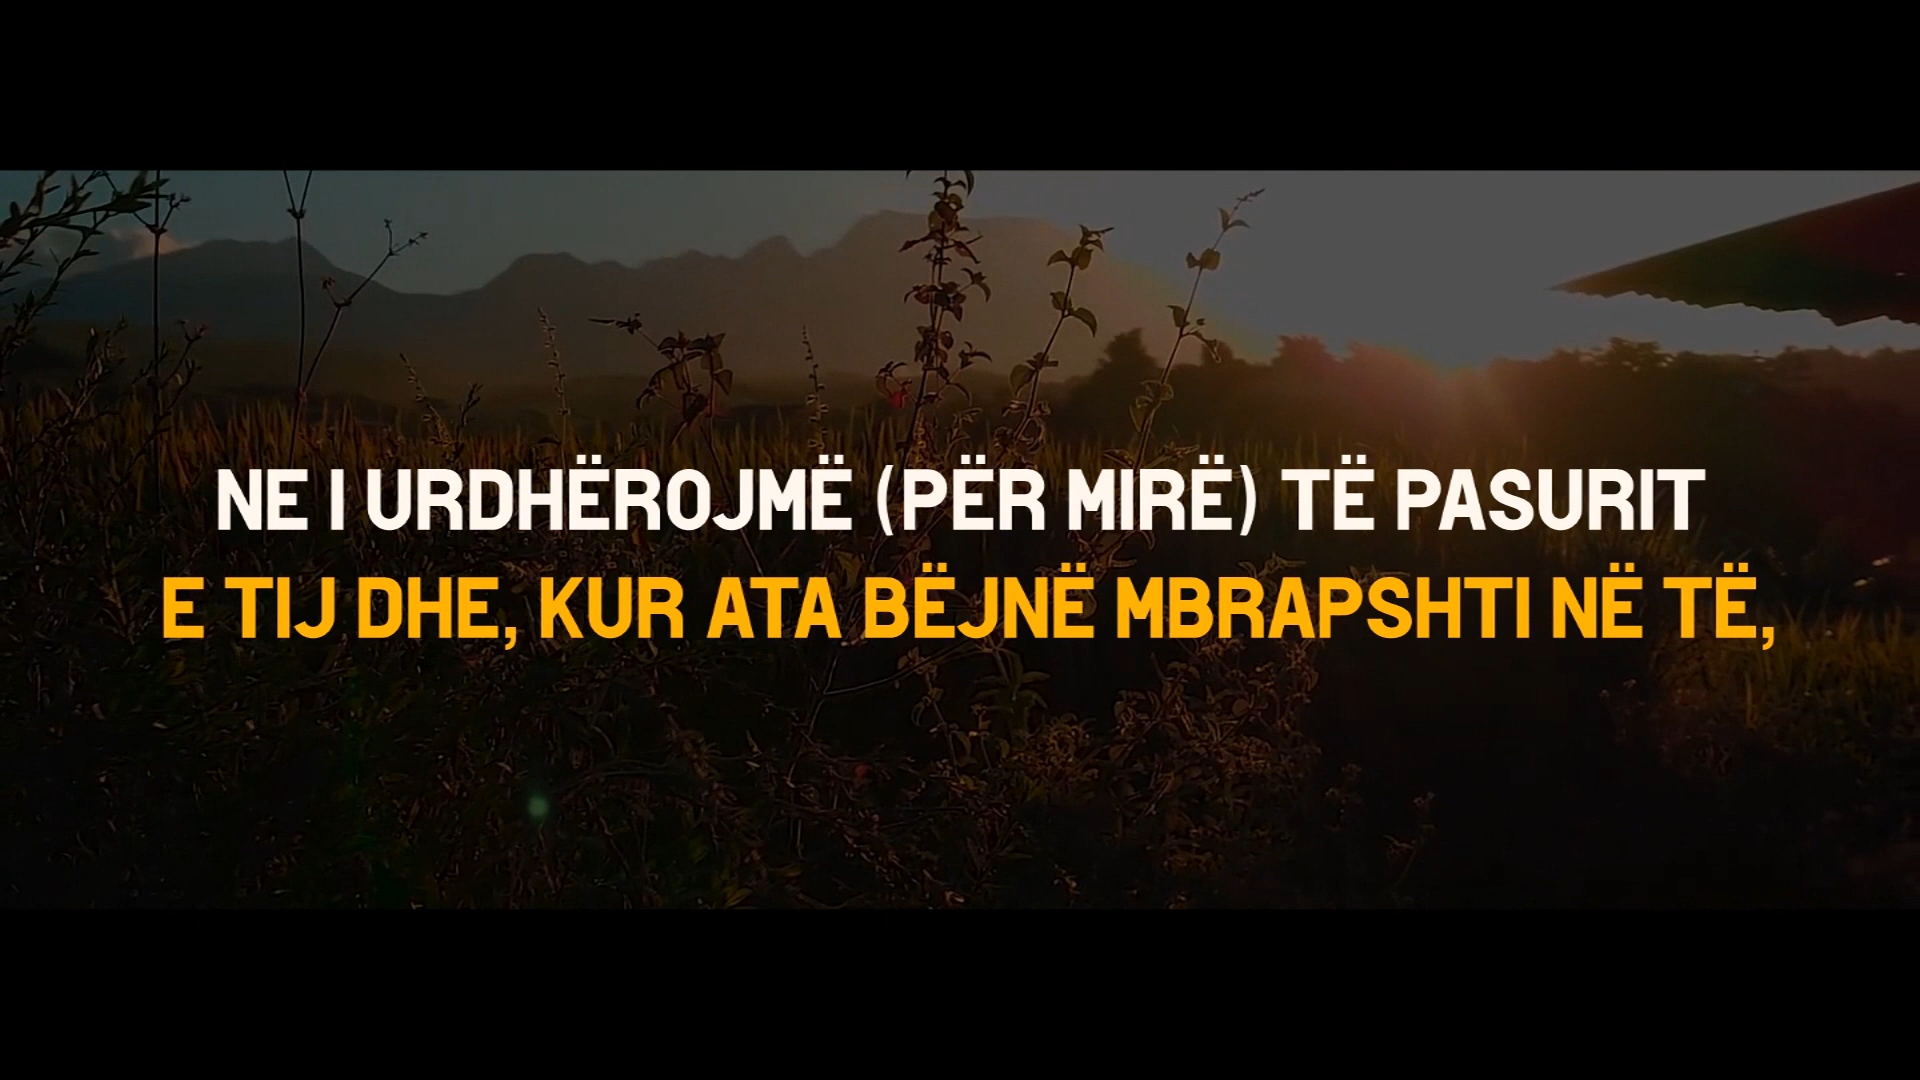 NE I URDHËROJMË (PËR MIRË) TË PASURIT
E TIJ DHE, KUR ATA BËJNË MBRAPSHTI NË TË,